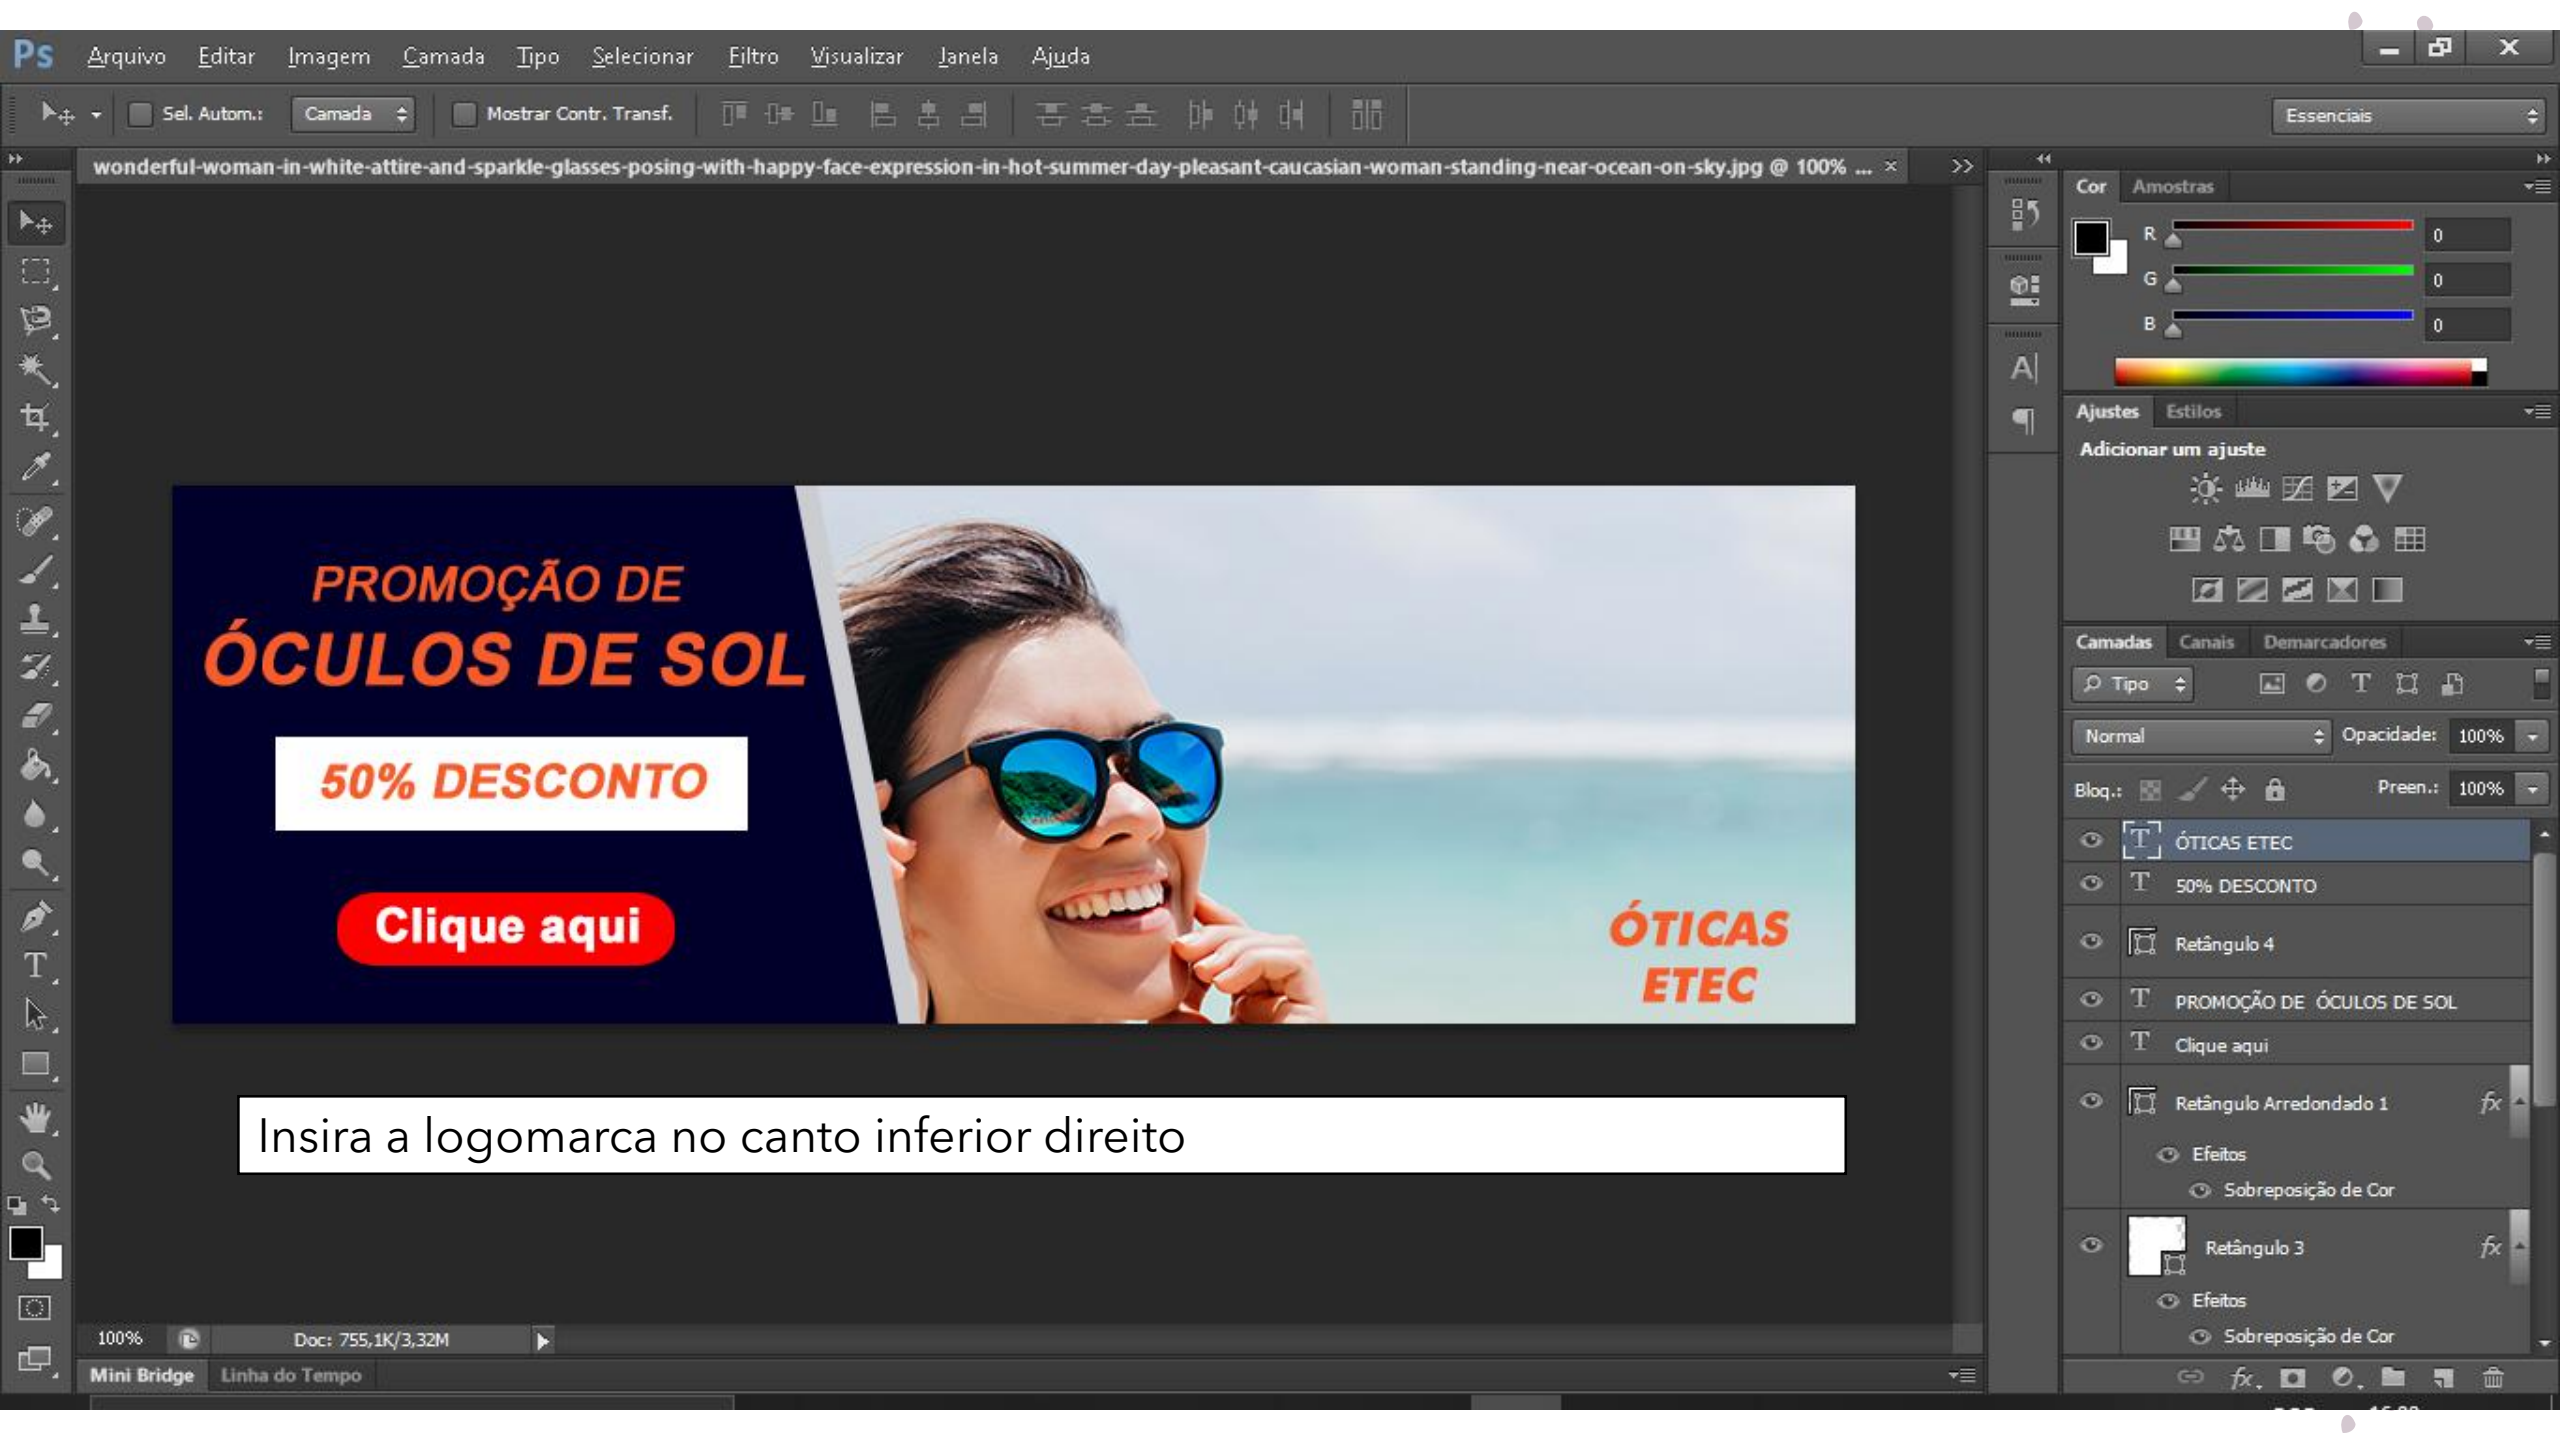 Ps Arquivo Editar Imagem Camada Tipo Selecionar Filtro Visualizar Janela Ajuda
Sel. Autom.: Camada Mostrar Contr. Transf. Essenciais
wonderful-woman-in-white-attire-and-sparkle-glasses-posing-with-happy-face-expression-in-hot-summer-day-pleasant-caucasian-woman-standing-near-ocean-on-sky.jpg @ 100% ... ×
Cor Amostras
R 0
G 0
B 0
Ajustes Estilos
Adicionar um ajuste
PROMOÇÃO DE
ÓCULOS DE SOL
50% DESCONTO
Clique aqui
ÓTICAS
ETEC
Insira a logomarca no canto inferior direito
Camadas Canais Demarcadores
Tipo
Normal Opacidade: 100%
Bloq.: Preen.: 100%
ÓTICAS ETEC
50% DESCONTO
Retângulo 4
PROMOÇÃO DE ÓCULOS DE SOL
Clique aqui
Retângulo Arredondado 1 fx
Efeitos
Sobreposição de Cor
Retângulo 3 fx
Efeitos
Sobreposição de Cor
100% Doc: 755,1K/3,32M
Mini Bridge Linha do Tempo